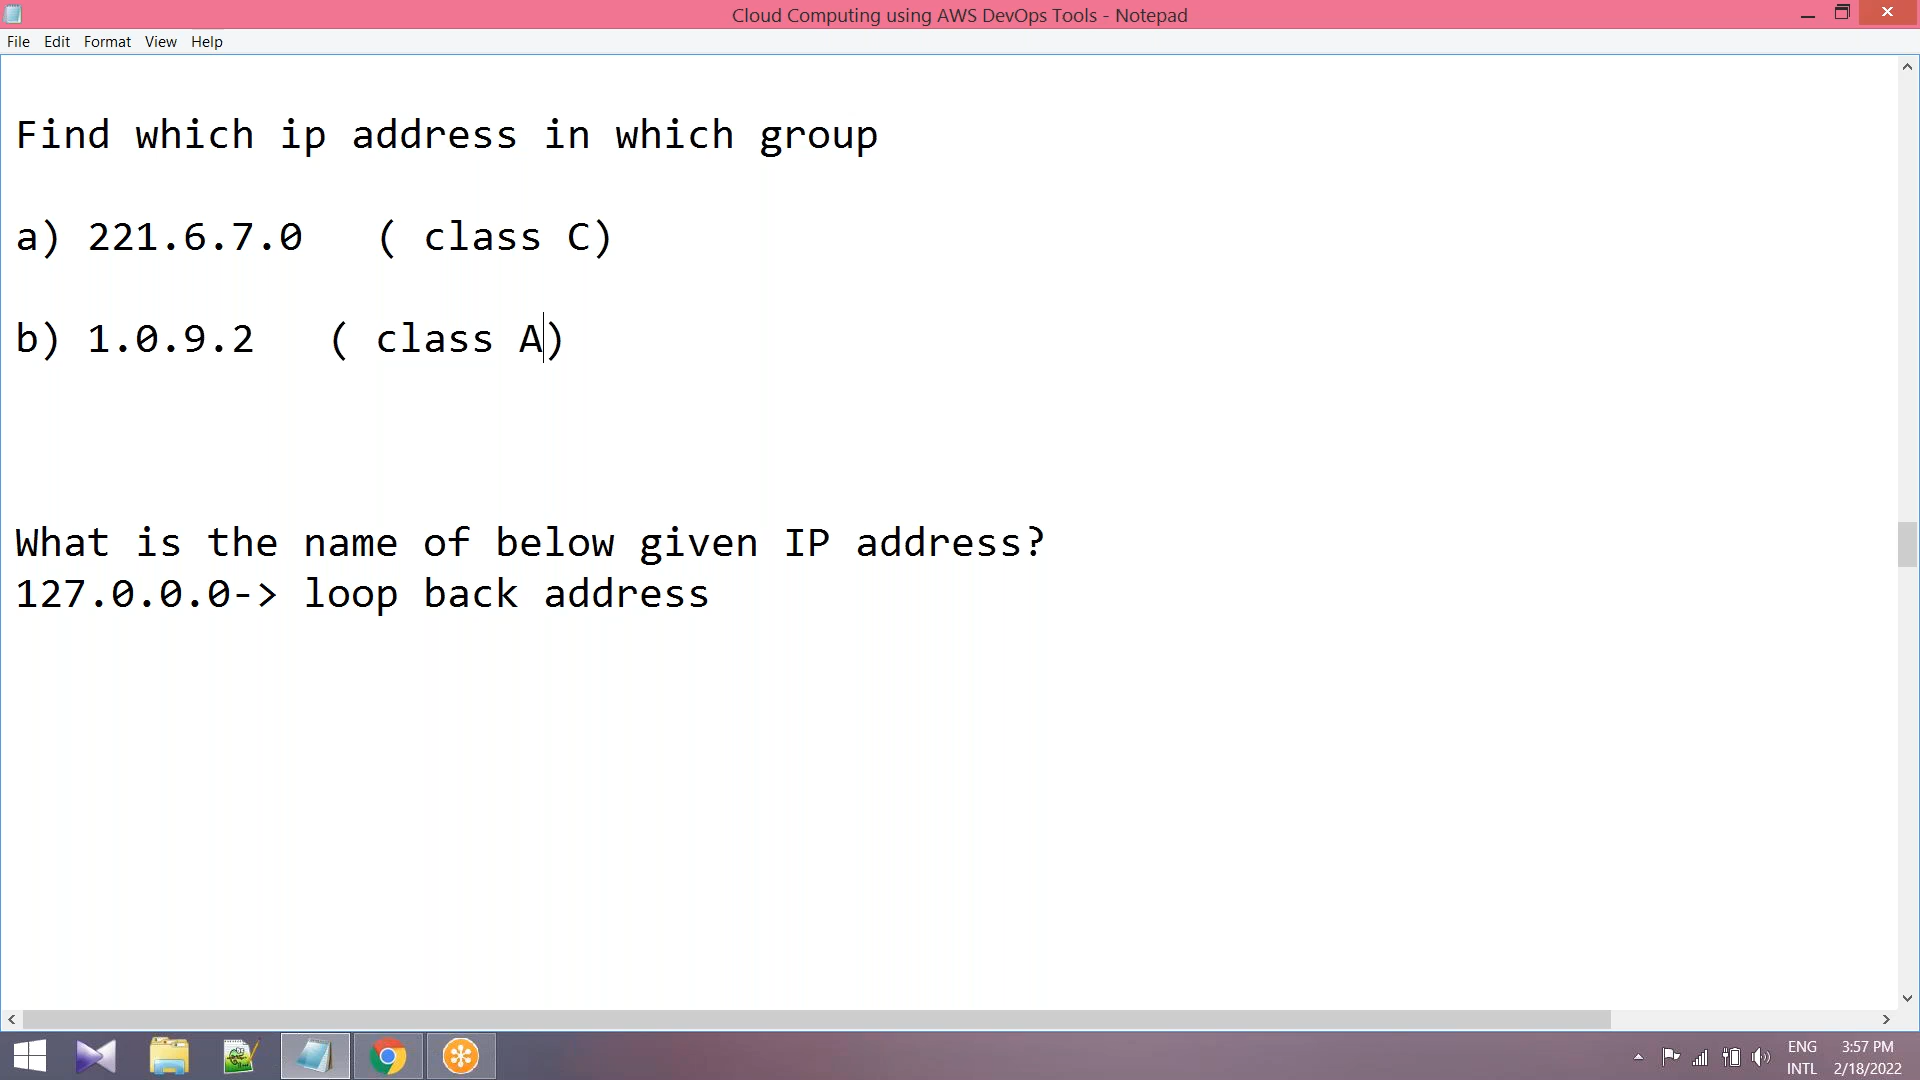 Cloud Computing using AWS DevOps Tools - Notepad
File Edit Format View Help
Find which ip address in which group
a) 221.6.7.0   ( class C)
b) 1.0.9.2   ( class A)
What is the name of below given IP address?
127.0.0.0-> loop back address
ENG 3:57 PM
INTL 2/18/2022